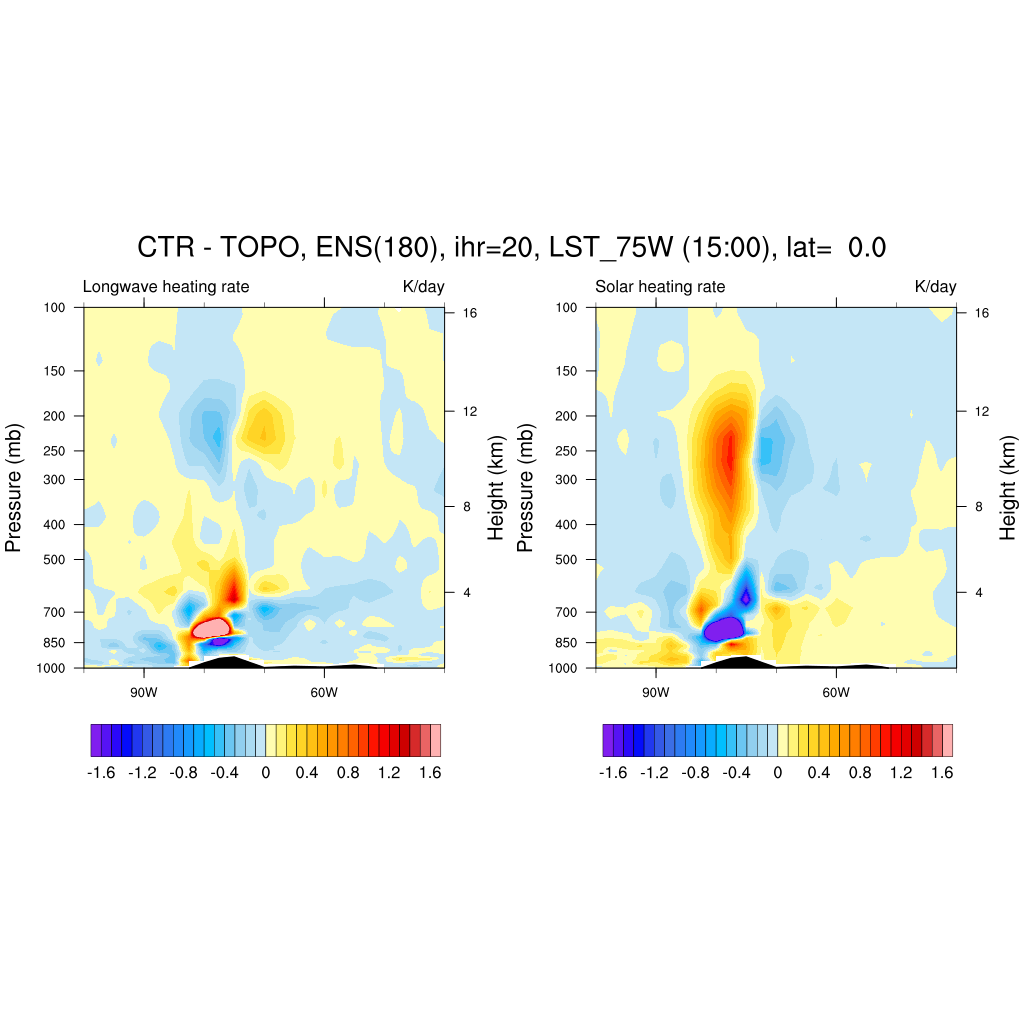 CTR - TOPO, ENS(180), ihr=20, LST_75W (15:00), lat=  0.0
Longwave heating rate K/day
Solar heating rate K/day
Pressure (mb)
100
150
200
250
300
400
500
700
850
1000
16
12
8
4
Height (km)
90W 60W
Pressure (mb)
100
150
200
250
300
400
500
700
850
1000
16
12
8
4
Height (km)
90W 60W
-1.6 -1.2 -0.8 -0.4 0 0.4 0.8 1.2 1.6
-1.6 -1.2 -0.8 -0.4 0 0.4 0.8 1.2 1.6